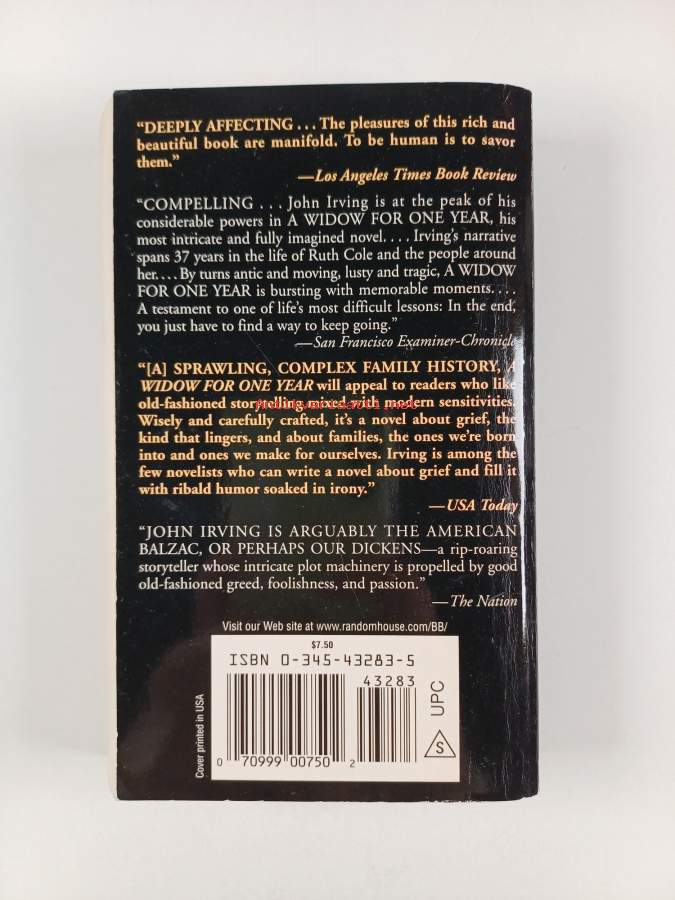 “DEEPLY AFFECTING . . . The pleasures of this rich and
beautiful book are manifold. To be human is to savor
them.”
—Los Angeles Times Book Review
“COMPELLING . . . John Irving is at the peak of his
considerable powers in A WIDOW FOR ONE YEAR, his
most intricate and fully imagined novel. . . . Irving’s narrative
spans 37 years in the life of Ruth Cole and the people around
her. . . . By turns antic and moving, lusty and tragic, A WIDOW
FOR ONE YEAR is bursting with memorable moments. . . .
A testament to one of life’s most difficult lessons: In the end,
you just have to find a way to keep going.”
—San Francisco Examiner-Chronicle
“[A] SPRAWLING, COMPLEX FAMILY HISTORY, A
WIDOW FOR ONE YEAR will appeal to readers who like
old-fashioned storytelling mixed with modern sensitivities.
Wisely and carefully crafted, it’s a novel about grief, the
kind that lingers, and about families, the ones we’re born
into and ones we make for ourselves. Irving is among the
few novelists who can write a novel about grief and fill it
with ribald humor soaked in irony.”
—USA Today
“JOHN IRVING IS ARGUABLY THE AMERICAN
BALZAC, OR PERHAPS OUR DICKENS—a rip-roaring
storyteller whose intricate plot machinery is propelled by good
old-fashioned greed, foolishness, and passion.”
—The Nation
Visit our Web site at www.randomhouse.com/BB/
$7.50
ISBN 0-345-43283-5
43283
0 70999 00750 2
UPC
S
Cover printed in USA